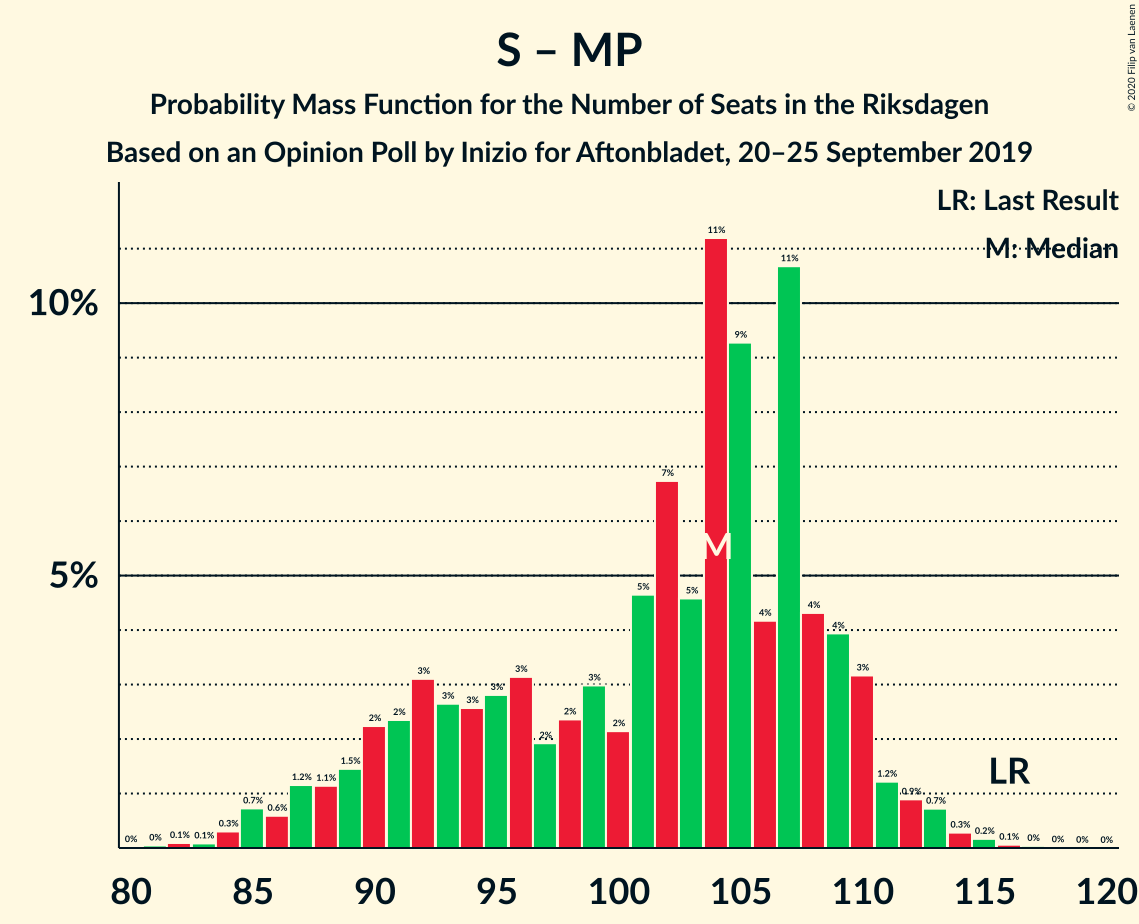 S – MP
Probability Mass Function for the Number of Seats in the Riksdagen
Based on an Opinion Poll by Inizio for Aftonbladet, 20–25 September 2019
© 2020 Filip van Laenen
LR: Last Result
M: Median
10%
5%
0% 0% 0.1% 0.1% 0.3% 0.7% 0.6% 1.2% 1.1% 1.5% 2% 2% 3% 3% 3% 3% 3% 2% 2% 3% 2% 5% 7% 5% 11% 9% 4% 11% 4% 4% 3% 1.2% 0.9% 0.7% 0.3% 0.2% 0.1% 0% 0% 0% 0%
M
LR
80 85 90 95 100 105 110 115 120